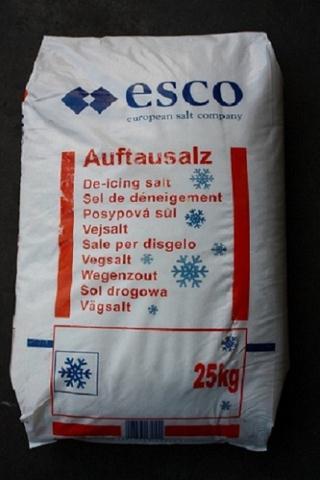 esco
european salt company
Auftausalz
De-icing salt
Sel de déneigement
Posypová sůl
Vejsalt
Sale per disgelo
Vegsalt
Wegenzout
Sol drogowa
Vägsalt
25kg